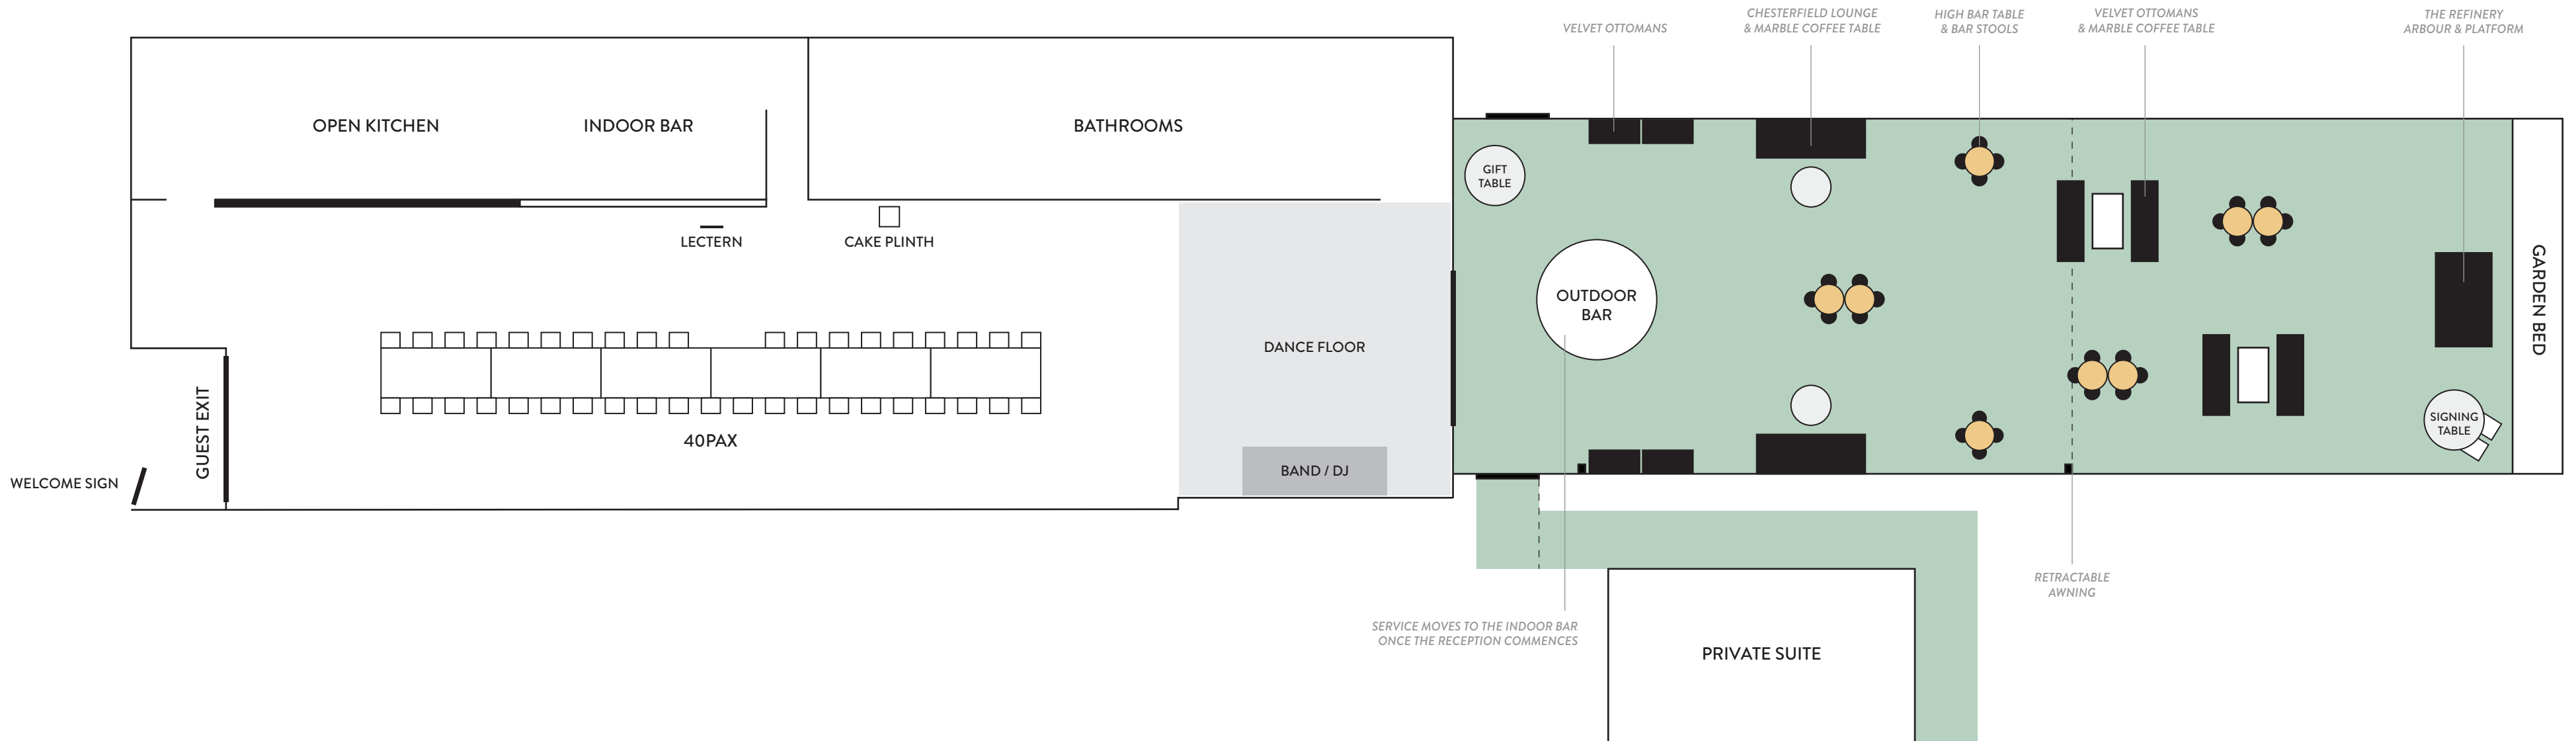 VELVET OTTOMANS
CHESTERFIELD LOUNGE
& MARBLE COFFEE TABLE
HIGH BAR TABLE
& BAR STOOLS
VELVET OTTOMANS
& MARBLE COFFEE TABLE
THE REFINERY
ARBOUR & PLATFORM
OPEN KITCHEN
INDOOR BAR
BATHROOMS
GIFT
TABLE
LECTERN
CAKE PLINTH
OUTDOOR
BAR
GARDEN BED
DANCE FLOOR
GUEST EXIT
40PAX
SIGNING
TABLE
BAND / DJ
WELCOME SIGN
RETRACTABLE
AWNING
SERVICE MOVES TO THE INDOOR BAR
ONCE THE RECEPTION COMMENCES
PRIVATE SUITE